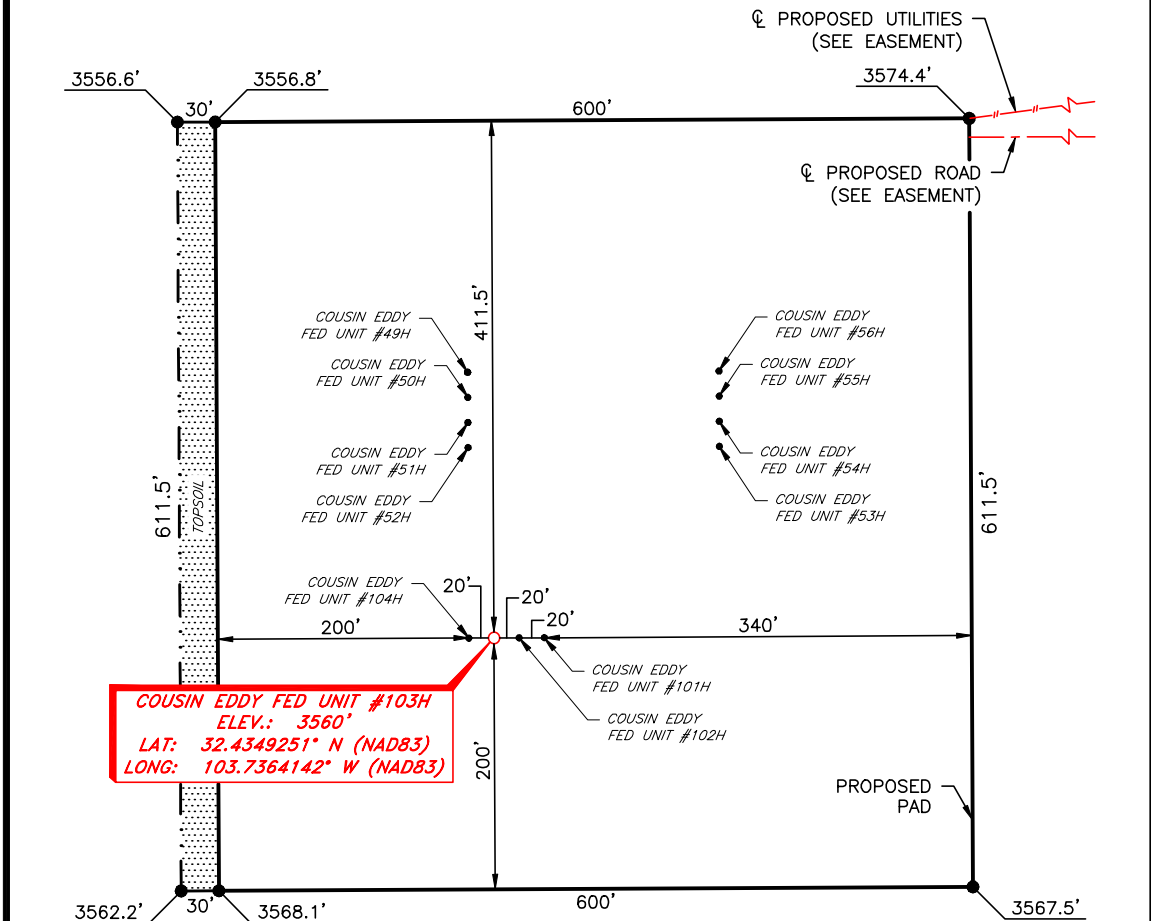 ℄ PROPOSED UTILITIES
(SEE EASEMENT)
3556.6'
3556.8'
3574.4'
30'
600'
℄ PROPOSED ROAD
(SEE EASEMENT)
411.5'
COUSIN EDDY
FED UNIT #49H
COUSIN EDDY
FED UNIT #50H
COUSIN EDDY
FED UNIT #51H
COUSIN EDDY
FED UNIT #52H
COUSIN EDDY
FED UNIT #56H
COUSIN EDDY
FED UNIT #55H
COUSIN EDDY
FED UNIT #54H
COUSIN EDDY
FED UNIT #53H
611.5'
TOPSOIL
611.5'
COUSIN EDDY
FED UNIT #104H
20'
20'
20'
200'
340'
COUSIN EDDY
FED UNIT #101H
COUSIN EDDY
FED UNIT #102H
COUSIN EDDY FED UNIT #103H
ELEV.: 3560'
LAT: 32.4349251° N (NAD83)
LONG: 103.7364142° W (NAD83)
200'
PROPOSED
PAD
3562.2'
30'
3568.1'
600'
3567.5'